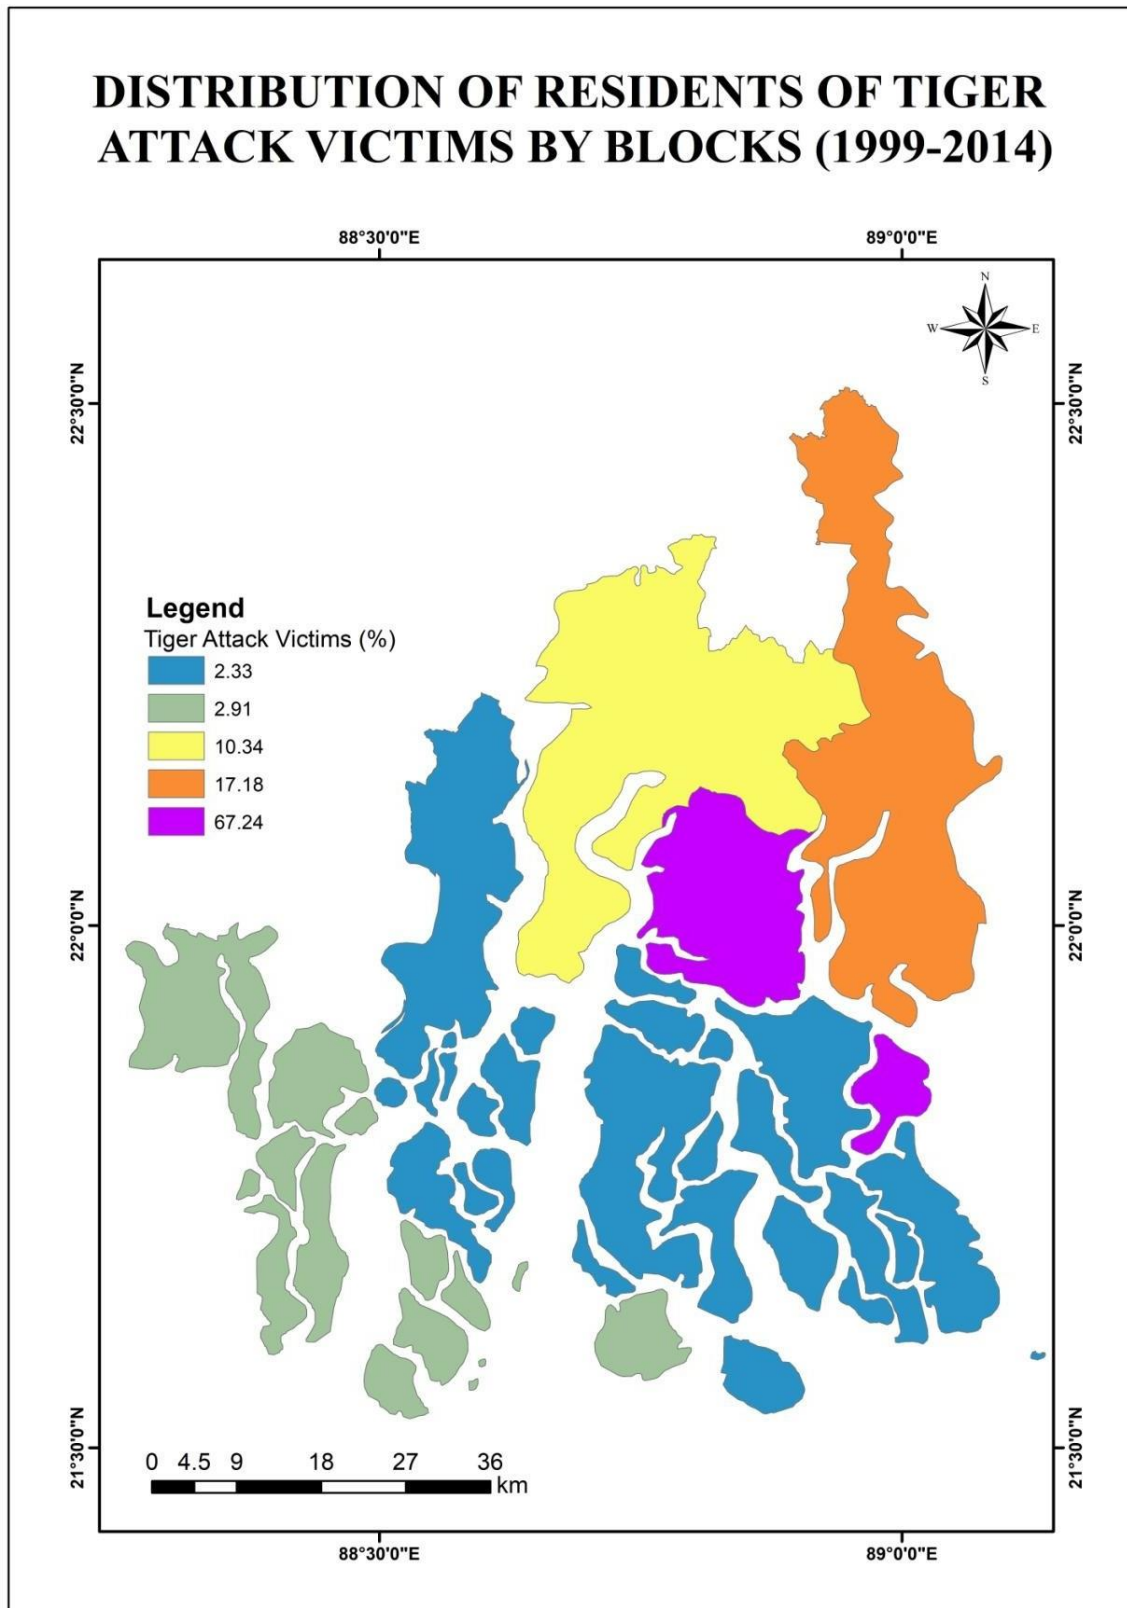 DISTRIBUTION OF RESIDENTS OF TIGER
ATTACK VICTIMS BY BLOCKS (1999-2014)
88°30'0"E
89°0'0"E
N
W
E
S
22°30'0"N
22°30'0"N
Legend
Tiger Attack Victims (%)
2.33
2.91
10.34
17.18
67.24
22°0'0"N
22°0'0"N
21°30'0"N
21°30'0"N
0 4.5 9 18 27 36
km
88°30'0"E
89°0'0"E